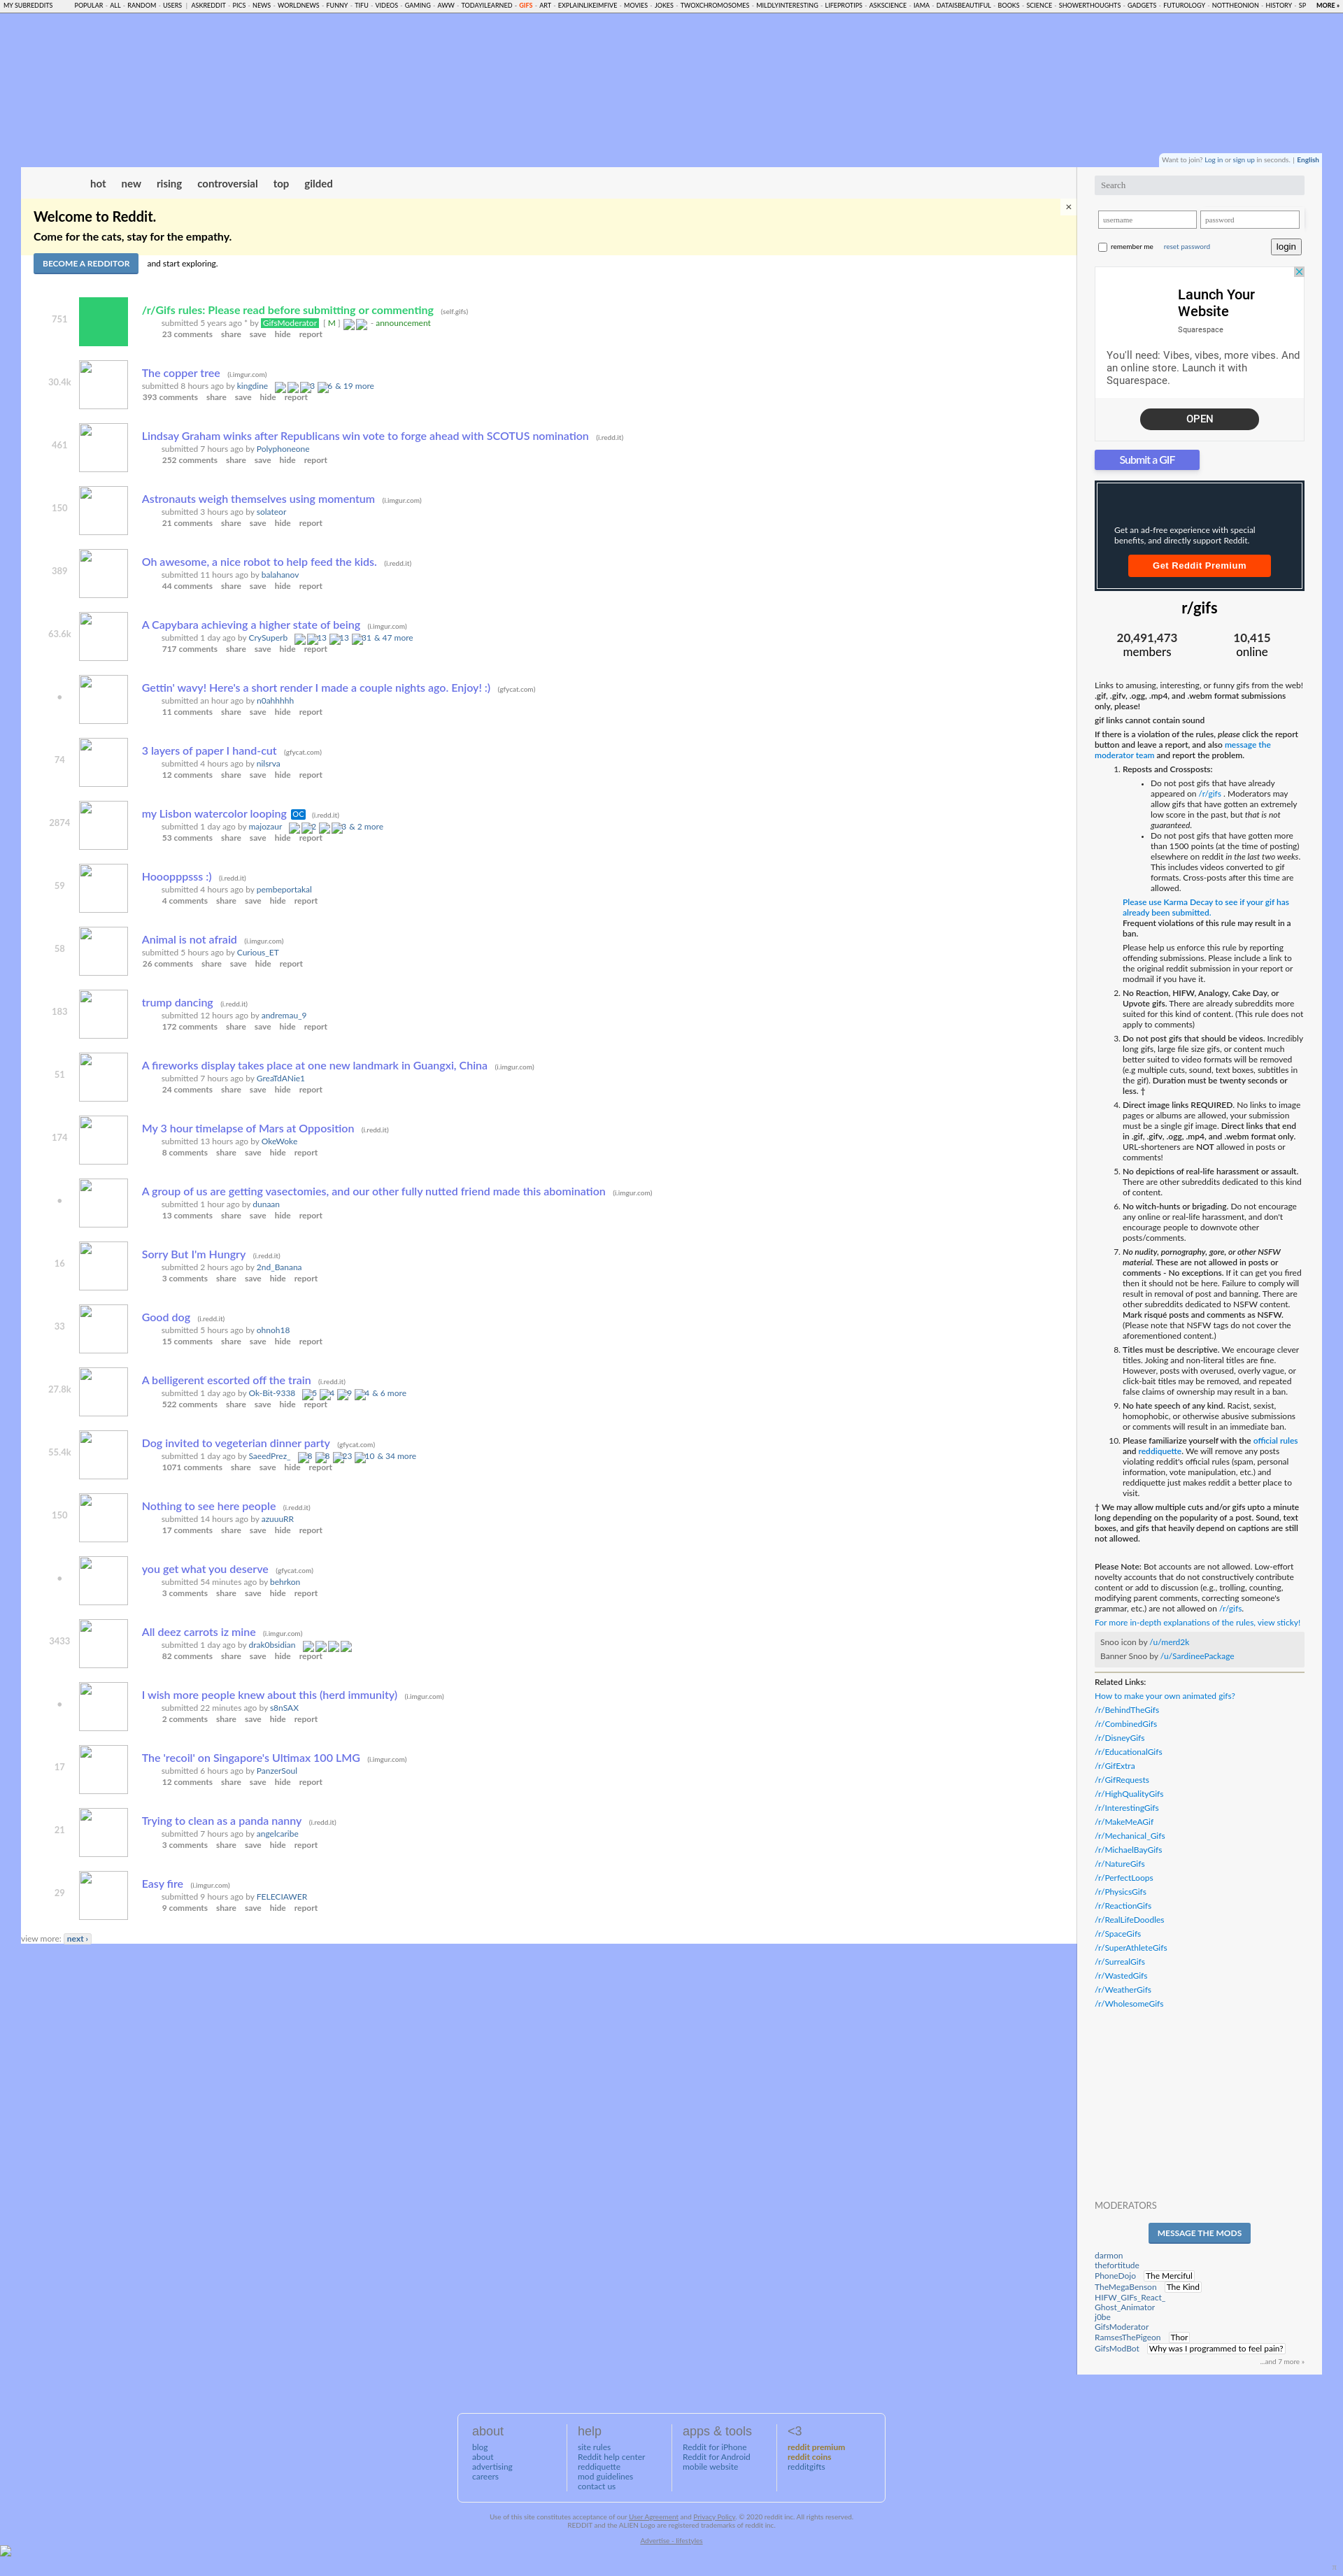 MY SUBREDDITS POPULAR - ALL - RANDOM - USERS | ASKREDDIT - PICS - NEWS - WORLDNEWS - FUNNY - TIFU - VIDEOS - GAMING - AWW - TODAYILEARNED - GIFS - ART - EXPLAINLIKEIMFIVE - MOVIES - JOKES - TWOXCHROMOSOMES - MILDLYINTERESTING - LIFEPROTIPS - ASKSCIENCE - IAMA - DATAISBEAUTIFUL - BOOKS - SCIENCE - SHOWERTHOUGHTS - GADGETS - FUTUROLOGY - NOTTHEONION - HISTORY - SP MORE »
Want to join? Log in or sign up in seconds. | English
hot new rising controversial top gilded
×
Welcome to Reddit.
Come for the cats, stay for the empathy.
BECOME A REDDITOR and start exploring.
751
/r/Gifs rules: Please read before submitting or commenting (self.gifs)
submitted 5 years ago * by GifsModerator [ M ] - announcement
23 comments share save hide report
30.4k
The copper tree (i.imgur.com)
submitted 8 hours ago by kingdine 3 6 & 19 more
393 comments share save hide report
461
Lindsay Graham winks after Republicans win vote to forge ahead with SCOTUS nomination (i.redd.it)
submitted 7 hours ago by Polyphoneone
252 comments share save hide report
150
Astronauts weigh themselves using momentum (i.imgur.com)
submitted 3 hours ago by solateor
21 comments share save hide report
389
Oh awesome, a nice robot to help feed the kids. (i.redd.it)
submitted 11 hours ago by balahanov
44 comments share save hide report
63.6k
A Capybara achieving a higher state of being (i.imgur.com)
submitted 1 day ago by CrySuperb 13 13 31 & 47 more
717 comments share save hide report
•
Gettin' wavy! Here's a short render I made a couple nights ago. Enjoy! :) (gfycat.com)
submitted an hour ago by n0ahhhhh
11 comments share save hide report
74
3 layers of paper I hand-cut (gfycat.com)
submitted 4 hours ago by nilsrva
12 comments share save hide report
2874
my Lisbon watercolor looping OC (i.redd.it)
submitted 1 day ago by majozaur 2 3 & 2 more
53 comments share save hide report
59
Hooopppsss :) (i.redd.it)
submitted 4 hours ago by pembeportakal
4 comments share save hide report
58
Animal is not afraid (i.imgur.com)
submitted 5 hours ago by Curious_ET
26 comments share save hide report
183
trump dancing (i.redd.it)
submitted 12 hours ago by andremau_9
172 comments share save hide report
51
A fireworks display takes place at one new landmark in Guangxi, China (i.imgur.com)
submitted 7 hours ago by GreaTdANie1
24 comments share save hide report
174
My 3 hour timelapse of Mars at Opposition (i.redd.it)
submitted 13 hours ago by OkeWoke
8 comments share save hide report
•
A group of us are getting vasectomies, and our other fully nutted friend made this abomination (i.imgur.com)
submitted 1 hour ago by dunaan
13 comments share save hide report
16
Sorry But I'm Hungry (i.redd.it)
submitted 2 hours ago by 2nd_Banana
3 comments share save hide report
33
Good dog (i.redd.it)
submitted 5 hours ago by ohnoh18
15 comments share save hide report
27.8k
A belligerent escorted off the train (i.redd.it)
submitted 1 day ago by Ok-Bit-9338 5 4 9 4 & 6 more
522 comments share save hide report
55.4k
Dog invited to vegeterian dinner party (gfycat.com)
submitted 1 day ago by SaeedPrez_ 8 8 23 10 & 34 more
1071 comments share save hide report
150
Nothing to see here people (i.redd.it)
submitted 14 hours ago by azuuuRR
17 comments share save hide report
•
you get what you deserve (gfycat.com)
submitted 54 minutes ago by behrkon
3 comments share save hide report
3433
All deez carrots iz mine (i.imgur.com)
submitted 1 day ago by drak0bsidian
82 comments share save hide report
•
I wish more people knew about this (herd immunity) (i.imgur.com)
submitted 22 minutes ago by s8nSAX
2 comments share save hide report
17
The 'recoil' on Singapore's Ultimax 100 LMG (i.imgur.com)
submitted 6 hours ago by PanzerSoul
12 comments share save hide report
21
Trying to clean as a panda nanny (i.redd.it)
submitted 7 hours ago by angelcaribe
3 comments share save hide report
29
Easy fire (i.imgur.com)
submitted 9 hours ago by FELECIAWER
9 comments share save hide report
view more: next ›
Search
username password
remember me reset password login
Launch Your
Website
Squarespace
You'll need: Vibes, vibes, more vibes. And
an online store. Launch it with
Squarespace.
OPEN
Submit a GIF
Get an ad-free experience with special
benefits, and directly support Reddit.
Get Reddit Premium
r/gifs
20,491,473 10,415
members online
Links to amusing, interesting, or funny gifs from the web!
.gif, .gifv, .ogg, .mp4, and .webm format submissions
only, please!
gif links cannot contain sound
If there is a violation of the rules, please click the report
button and leave a report, and also message the
moderator team and report the problem.
1. Reposts and Crossposts:
• Do not post gifs that have already
appeared on /r/gifs . Moderators may
allow gifs that have gotten an extremely
low score in the past, but that is not
guaranteed.
• Do not post gifs that have gotten more
than 1500 points (at the time of posting)
elsewhere on reddit in the last two weeks.
This includes videos converted to gif
formats. Cross-posts after this time are
allowed.
Please use Karma Decay to see if your gif has
already been submitted.
Frequent violations of this rule may result in a
ban.
Please help us enforce this rule by reporting
offending submissions. Please include a link to
the original reddit submission in your report or
modmail if you have it.
2. No Reaction, HIFW, Analogy, Cake Day, or
Upvote gifs. There are already subreddits more
suited for this kind of content. (This rule does not
apply to comments)
3. Do not post gifs that should be videos. Incredibly
long gifs, large file size gifs, or content much
better suited to video formats will be removed
(e.g multiple cuts, sound, text boxes, subtitles in
the gif). Duration must be twenty seconds or
less. †
4. Direct image links REQUIRED. No links to image
pages or albums are allowed, your submission
must be a single gif image. Direct links that end
in .gif, .gifv, .ogg, .mp4, and .webm format only.
URL-shorteners are NOT allowed in posts or
comments!
5. No depictions of real-life harassment or assault.
There are other subreddits dedicated to this kind
of content.
6. No witch-hunts or brigading. Do not encourage
any online or real-life harassment, and don't
encourage people to downvote other
posts/comments.
7. No nudity, pornography, gore, or other NSFW
material. These are not allowed in posts or
comments - No exceptions. If it can get you fired
then it should not be here. Failure to comply will
result in removal of post and banning. There are
other subreddits dedicated to NSFW content.
Mark risqué posts and comments as NSFW.
(Please note that NSFW tags do not cover the
aforementioned content.)
8. Titles must be descriptive. We encourage clever
titles. Joking and non-literal titles are fine.
However, posts with overused, overly vague, or
click-bait titles may be removed, and repeated
false claims of ownership may result in a ban.
9. No hate speech of any kind. Racist, sexist,
homophobic, or otherwise abusive submissions
or comments will result in an immediate ban.
10. Please familiarize yourself with the official rules
and reddiquette. We will remove any posts
violating reddit's official rules (spam, personal
information, vote manipulation, etc.) and
reddiquette just makes reddit a better place to
visit.
† We may allow multiple cuts and/or gifs upto a minute
long depending on the popularity of a post. Sound, text
boxes, and gifs that heavily depend on captions are still
not allowed.
Please Note: Bot accounts are not allowed. Low-effort
novelty accounts that do not constructively contribute
content or add to discussion (e.g., trolling, counting,
modifying parent comments, correcting someone's
grammar, etc.) are not allowed on /r/gifs.
For more in-depth explanations of the rules, view sticky!
Snoo icon by /u/merd2k
Banner Snoo by /u/SardineePackage
Related Links:
How to make your own animated gifs?
/r/BehindTheGifs
/r/CombinedGifs
/r/DisneyGifs
/r/EducationalGifs
/r/GifExtra
/r/GifRequests
/r/HighQualityGifs
/r/InterestingGifs
/r/MakeMeAGif
/r/Mechanical_Gifs
/r/MichaelBayGifs
/r/NatureGifs
/r/PerfectLoops
/r/PhysicsGifs
/r/ReactionGifs
/r/RealLifeDoodles
/r/SpaceGifs
/r/SuperAthleteGifs
/r/SurrealGifs
/r/WastedGifs
/r/WeatherGifs
/r/WholesomeGifs
MODERATORS
MESSAGE THE MODS
darmon
thefortitude
PhoneDojo The Merciful
TheMegaBenson The Kind
HIFW_GIFs_React_
Ghost_Animator
j0be
GifsModerator
RamsesThePigeon Thor
GifsModBot Why was I programmed to feel pain?
...and 7 more »
about
blog
about
advertising
careers
help
site rules
Reddit help center
reddiquette
mod guidelines
contact us
apps & tools
Reddit for iPhone
Reddit for Android
mobile website
<3
reddit premium
reddit coins
redditgifts
Use of this site constitutes acceptance of our User Agreement and Privacy Policy. © 2020 reddit inc. All rights reserved.
REDDIT and the ALIEN Logo are registered trademarks of reddit inc.
Advertise - lifestyles